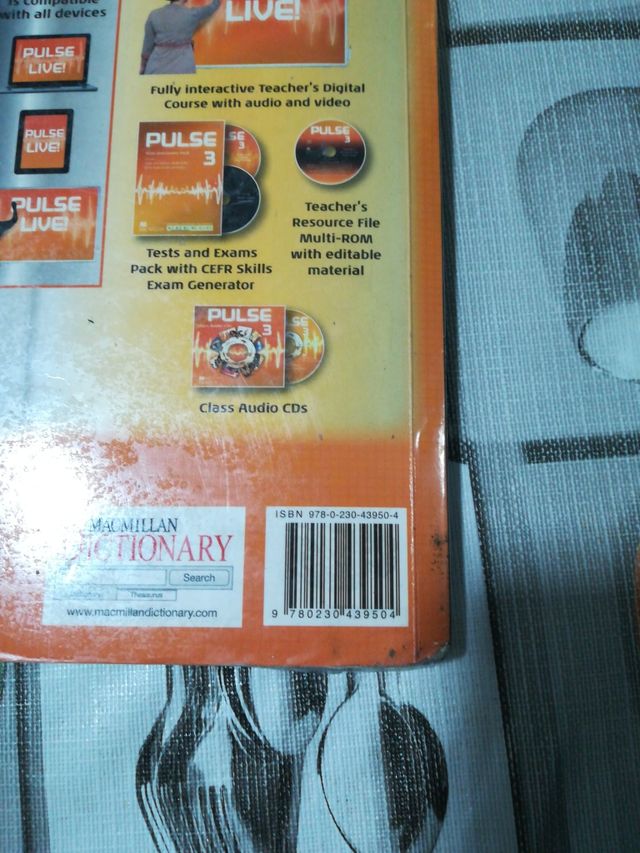 is compatible
with all devices
PULSE
LIVE!
PULSE
LIVE!
PULSE
LIVE!
LIVE!
Fully interactive Teacher's Digital
Course with audio and video
PULSE
3
SE
3
Tests and Exams
Pack with CEFR Skills
Exam Generator
PULSE
3
Teacher's
Resource File
Multi-ROM
with editable
material
PULSE
3
Class Audio CDs
MACMILLAN
DICTIONARY
Search
Thesaurus
www.macmillandictionary.com
ISBN 978-0-230-43950-4
9 780230 439504